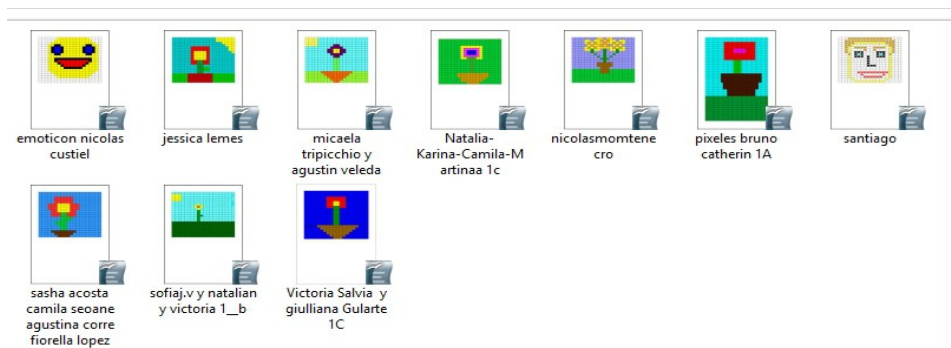 emoticon nicolas
custiel
jessica lemes
micaela
tripicchio y
agustin veleda
Natalia-
Karina-Camila-M
artinaa 1c
nicolasmomtene
cro
pixeles bruno
catherin 1A
santiago
sasha acosta
camila seoane
agustina corre
fiorella lopez
sofiaj.v y natalian
y victoria 1__b
Victoria Salvia  y
giulliana Gularte
1C